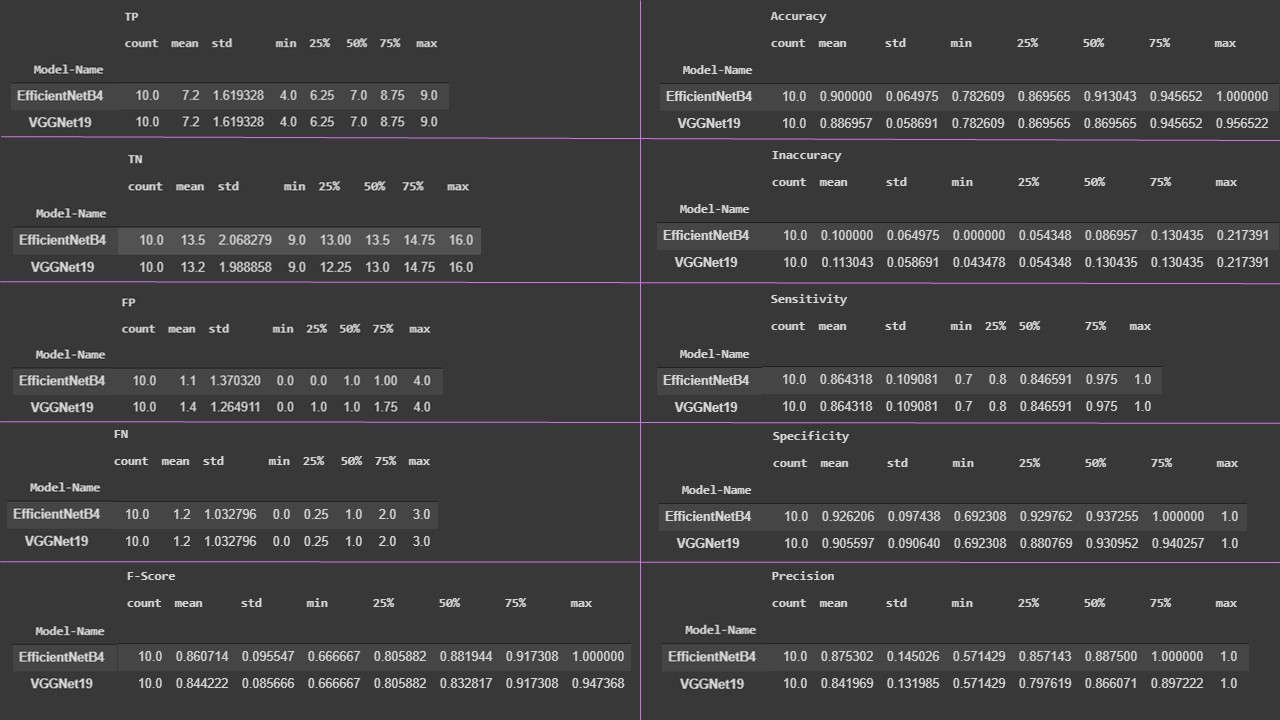 TP
count mean std min 25% 50% 75% max
Model-Name
EfficientNetB4 10.0 7.2 1.619328 4.0 6.25 7.0 8.75 9.0
VGGNet19 10.0 7.2 1.619328 4.0 6.25 7.0 8.75 9.0
TN
count mean std min 25% 50% 75% max
Model-Name
EfficientNetB4 10.0 13.5 2.068279 9.0 13.00 13.5 14.75 16.0
VGGNet19 10.0 13.2 1.988858 9.0 12.25 13.0 14.75 16.0
FP
count mean std min 25% 50% 75% max
Model-Name
EfficientNetB4 10.0 1.1 1.370320 0.0 0.0 1.0 1.00 4.0
VGGNet19 10.0 1.4 1.264911 0.0 1.0 1.0 1.75 4.0
FN
count mean std min 25% 50% 75% max
Model-Name
EfficientNetB4 10.0 1.2 1.032796 0.0 0.25 1.0 2.0 3.0
VGGNet19 10.0 1.2 1.032796 0.0 0.25 1.0 2.0 3.0
F-Score
count mean std min 25% 50% 75% max
Model-Name
EfficientNetB4 10.0 0.860714 0.095547 0.666667 0.805882 0.881944 0.917308 1.000000
VGGNet19 10.0 0.844222 0.085666 0.666667 0.805882 0.832817 0.917308 0.947368
Accuracy
count mean std min 25% 50% 75% max
Model-Name
EfficientNetB4 10.0 0.900000 0.064975 0.782609 0.869565 0.913043 0.945652 1.000000
VGGNet19 10.0 0.886957 0.058691 0.782609 0.869565 0.869565 0.945652 0.956522
Inaccuracy
count mean std min 25% 50% 75% max
Model-Name
EfficientNetB4 10.0 0.100000 0.064975 0.000000 0.054348 0.086957 0.130435 0.217391
VGGNet19 10.0 0.113043 0.058691 0.043478 0.054348 0.130435 0.130435 0.217391
Sensitivity
count mean std min 25% 50% 75% max
Model-Name
EfficientNetB4 10.0 0.864318 0.109081 0.7 0.8 0.846591 0.975 1.0
VGGNet19 10.0 0.864318 0.109081 0.7 0.8 0.846591 0.975 1.0
Specificity
count mean std min 25% 50% 75% max
Model-Name
EfficientNetB4 10.0 0.926206 0.097438 0.692308 0.929762 0.937255 1.000000 1.0
VGGNet19 10.0 0.905597 0.090640 0.692308 0.880769 0.930952 0.940257 1.0
Precision
count mean std min 25% 50% 75% max
Model-Name
EfficientNetB4 10.0 0.875302 0.145026 0.571429 0.857143 0.887500 1.000000 1.0
VGGNet19 10.0 0.841969 0.131985 0.571429 0.797619 0.866071 0.897222 1.0